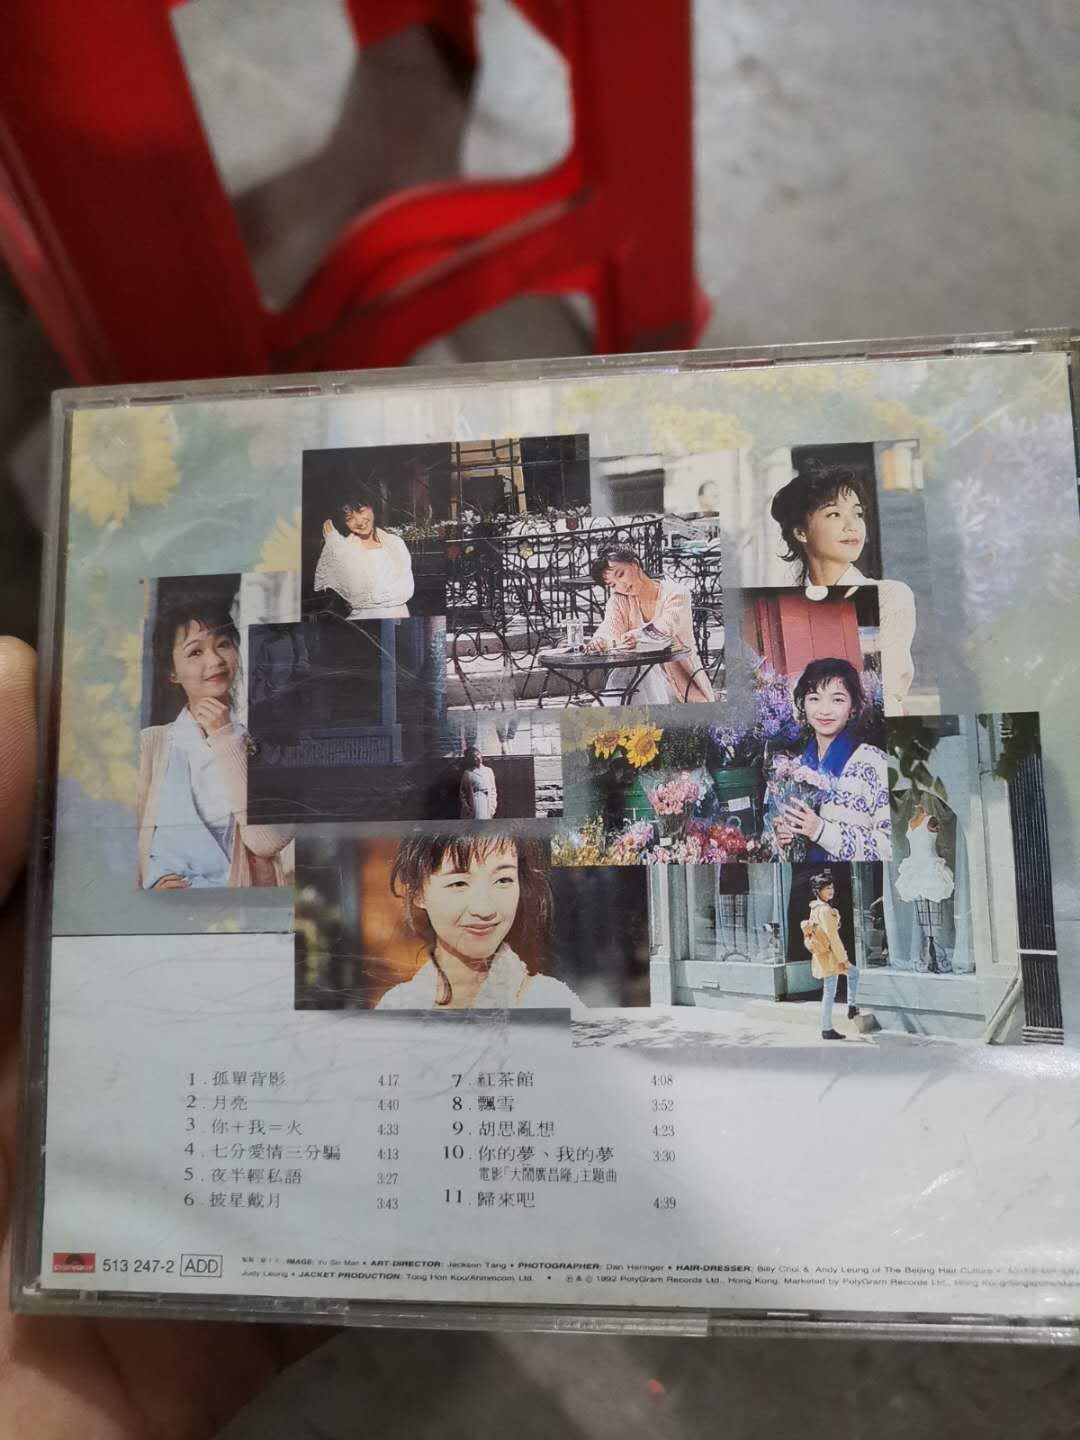 1 . 孤單背影 4:17
2 . 月亮 4:40
3 . 你＋我＝火 4:33
4 . 七分愛情三分騙 4:13
5 . 夜半輕私語 3:27
6 . 披星戴月 3:43
7 . 紅茶館 4:08
8 . 飄雪 3:52
9 . 胡思亂想 4:23
10 . 你的夢、我的夢 3:30
電影「大鬧廣昌隆」主題曲
11 . 歸來吧 4:39
513 247-2 ADD
IMAGE: Yu So Man • ART-DIRECTOR: Jackson Tang • PHOTOGRAPHER: Dan Heringer • HAIR-DRESSER: Billy Choi & Andy Leung of The Beijing Hair Culture •
Judy Leung • JACKET PRODUCTION: Tong Hon Koo/Ahmmcom Ltd. • ℗ & © 1992 PolyGram Records Ltd., Hong Kong. Marketed by PolyGram Records Ltd., Hong Kong/Singapore/